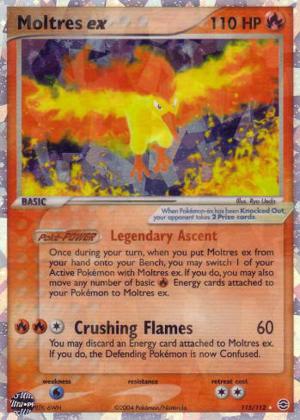 Moltres ex 110 HP
Illus. Ryo Ueda
BASIC
When Pokémon-ex has been Knocked Out,
your opponent takes 2 Prize cards.
Poké-POWER Legendary Ascent
Once during your turn, when you put Moltres ex from
your hand onto your Bench, you may switch 1 of your
Active Pokémon with Moltres ex. If you do, you may also
move any number of basic Energy cards attached to
your Pokémon to Moltres ex.
Crushing Flames 60
You may discard an Energy card attached to Moltres ex.
If you do, the Defending Pokémon is now Confused.
weakness resistance retreat cost
©2004 Pokémon/Nintendo
115/112